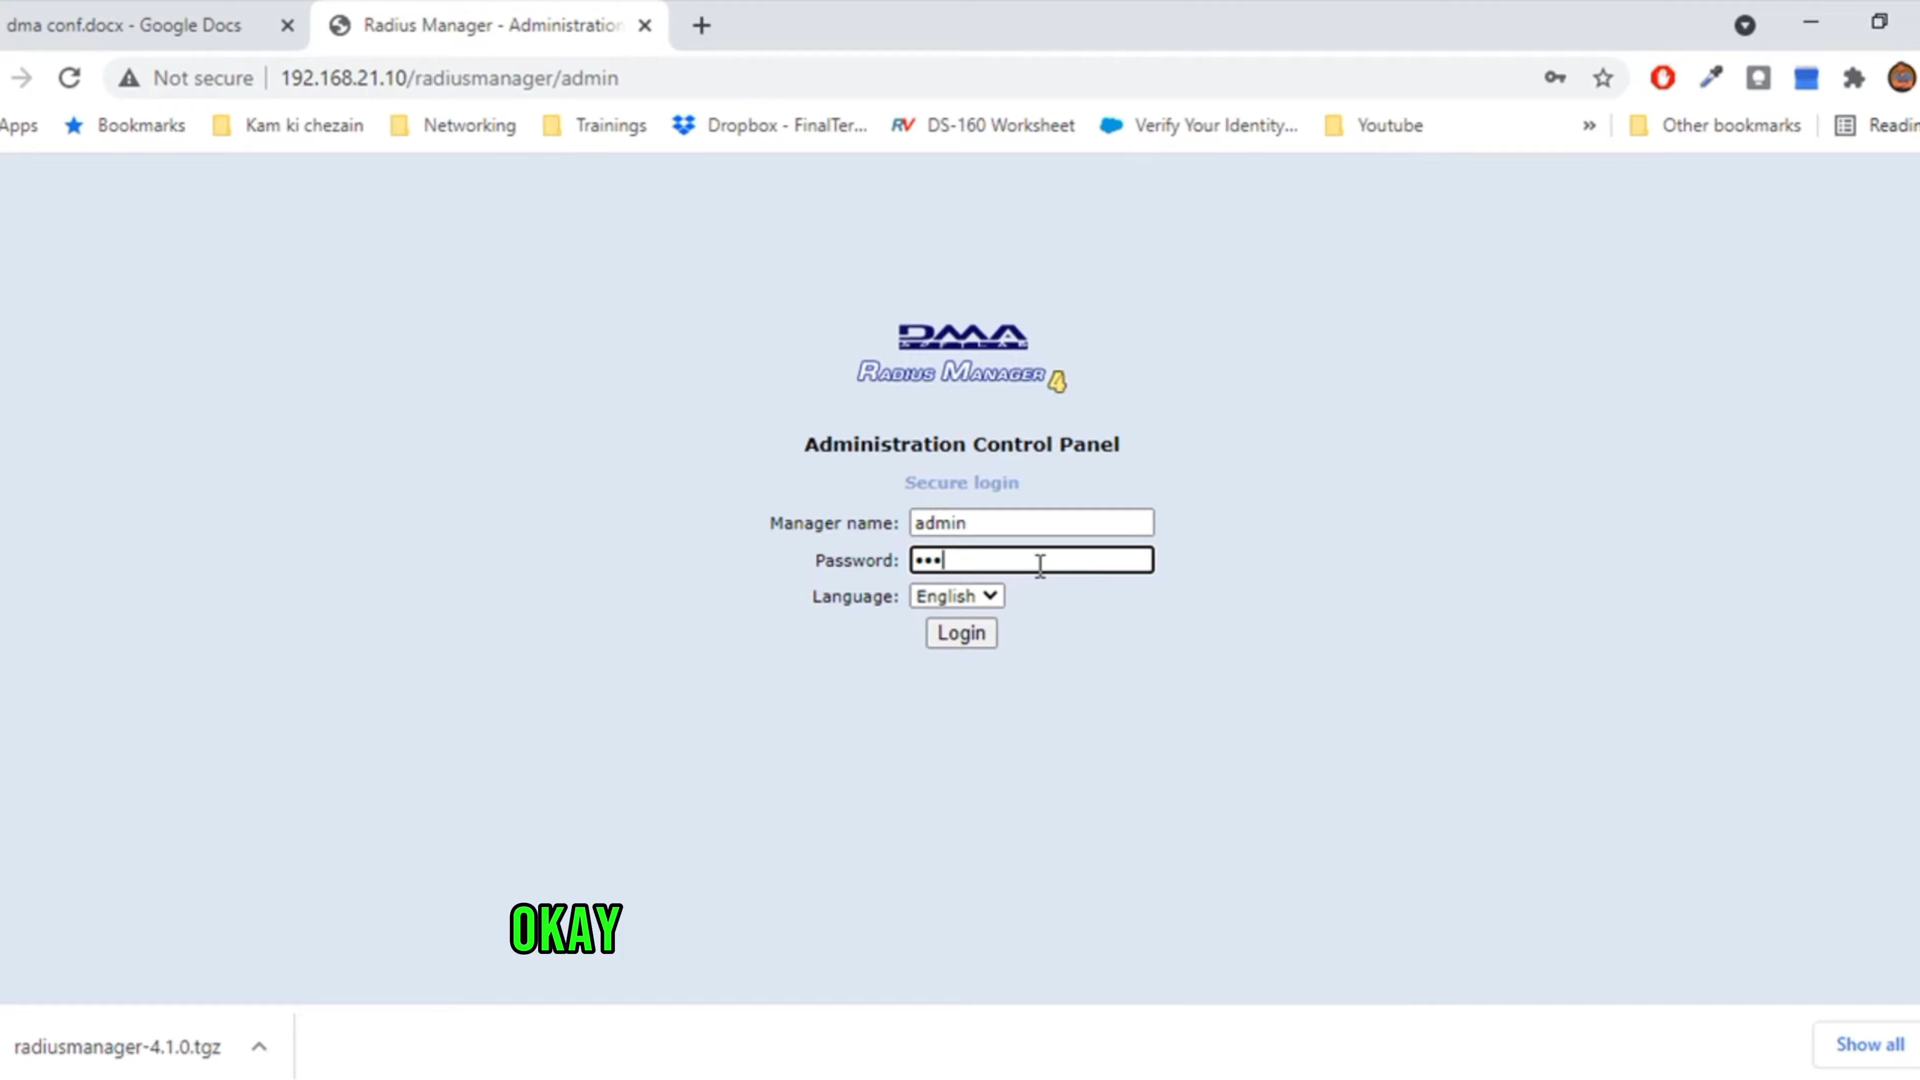 dma conf.docx - Google Docs
Radius Manager - Administration
Not secure
192.168.21.10/radiusmanager/admin
Apps
Bookmarks
Kam ki chezain
Networking
Trainings
Dropbox - FinalTer...
RV DS-160 Worksheet
Verify Your Identity,...
Youtube
»
Other bookmarks
Readin
DMA
SOFTLAB
RADIUS MANAGER 4
Administration Control Panel
Secure login
Manager name: admin
Password: •••
Language: English
Login
OKAY
radiusmanager-4.1.0.tgz
Show all